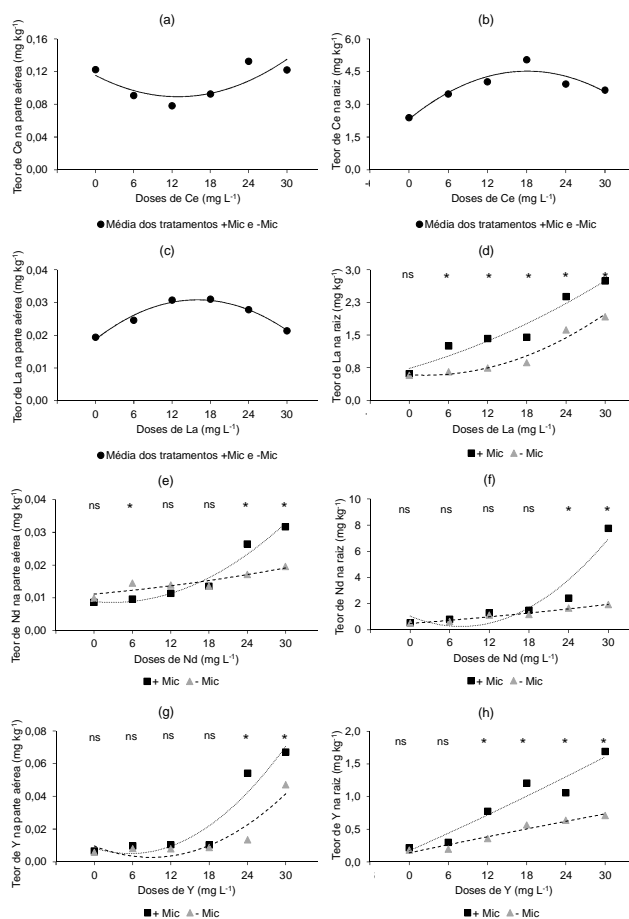 (a)
Teor de Ce na parte aérea (mg kg⁻¹)
0,16
0,12
0,08
0,04
0,00
0 6 12 18 24 30
Doses de Ce (mg L⁻¹)
Média dos tratamentos +Mic e -Mic
(b)
Teor de Ce na raiz (mg kg⁻¹)
6,0
4,5
3,0
1,5
0,0
0 6 12 18 24 30
Doses de Ce (mg L⁻¹)
Média dos tratamentos +Mic e -Mic
(c)
Teor de La na parte aérea (mg kg⁻¹)
0,04
0,03
0,02
0,01
0,00
0 6 12 18 24 30
Doses de La (mg L⁻¹)
Média dos tratamentos +Mic e -Mic
(d)
Teor de La na raiz (mg kg⁻¹)
ns * * * * *
3,0
2,3
1,5
0,8
0,0
0 6 12 18 24 30
Doses de La (mg L⁻¹)
+ Mic - Mic
(e)
Teor de Nd na parte aérea (mg kg⁻¹)
ns * ns ns * *
0,04
0,03
0,02
0,01
0,00
0 6 12 18 24 30
Doses de Nd (mg L⁻¹)
+ Mic - Mic
(f)
Teor de Nd na raiz (mg kg⁻¹)
ns ns ns ns * *
10
8
6
4
2
0
0 6 12 18 24 30
Doses de Nd (mg L⁻¹)
+ Mic - Mic
(g)
Teor de Y na parte aérea (mg kg⁻¹)
ns ns ns ns * *
0,08
0,06
0,04
0,02
0,00
0 6 12 18 24 30
Doses de Y (mg L⁻¹)
+ Mic - Mic
(h)
Teor de Y na raiz (mg kg⁻¹)
ns ns * * * *
2,0
1,5
1,0
0,5
0,0
0 6 12 18 24 30
Doses de Y (mg L⁻¹)
+ Mic - Mic